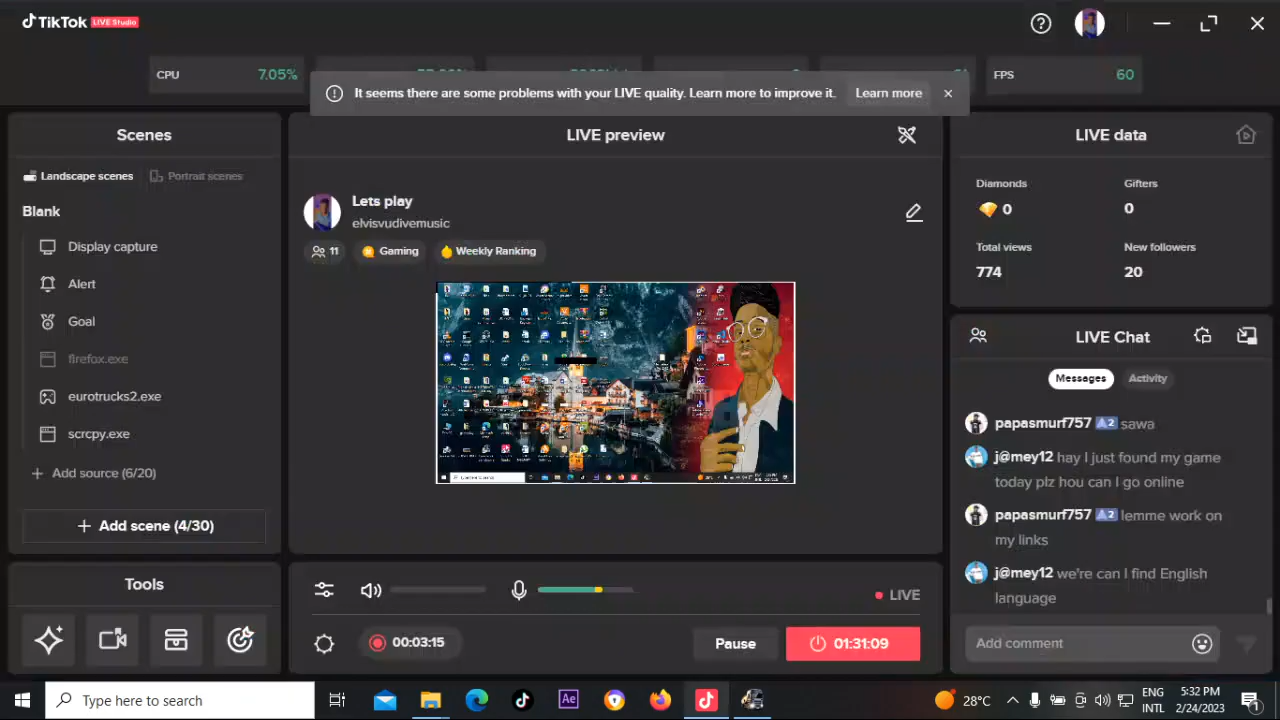 TikTok LIVE Studio
CPU 7.05%
FPS 60
It seems there are some problems with your LIVE quality. Learn more to improve it. Learn more
Scenes
Landscape scenes Portrait scenes
Blank
Display capture
Alert
Goal
firefox.exe
eurotrucks2.exe
scrcpy.exe
Add source (6/20)
Add scene (4/30)
Tools
LIVE preview
Lets play
elvisvudivemusic
11 Gaming Weekly Ranking
LIVE
00:03:15 Pause 01:31:09
LIVE data
Diamonds Gifters
0 0
Total views New followers
774 20
LIVE Chat
Messages Activity
papasmurf757 2 sawa
j@mey12 hay I just found my game
today plz hou can I go online
papasmurf757 2 lemme work on
my links
j@mey12 we're can I find English
language
Add comment
Type here to search
Ae
28°C
ENG
INTL
5:32 PM
2/24/2023
1